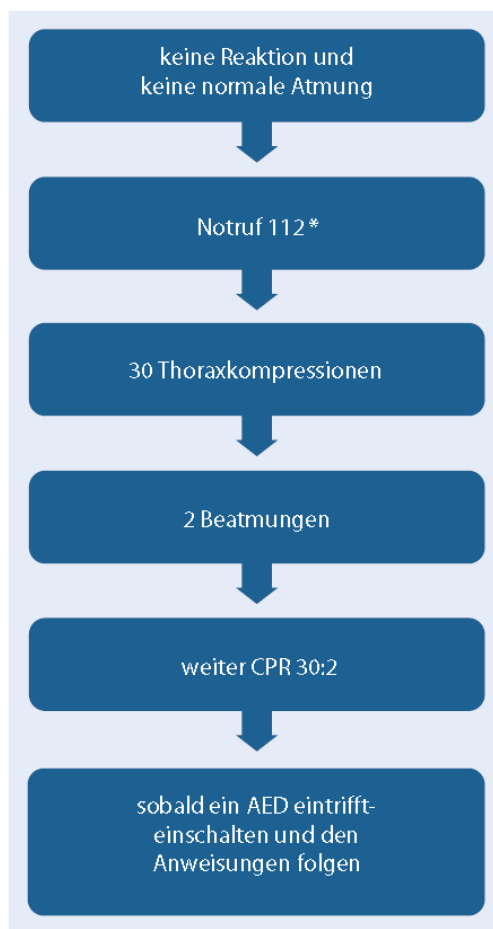 keine Reaktion und
keine normale Atmung
Notruf 112*
30 Thoraxkompressionen
2 Beatmungen
weiter CPR 30:2
sobald ein AED eintrifft-
einschalten und den
Anweisungen folgen